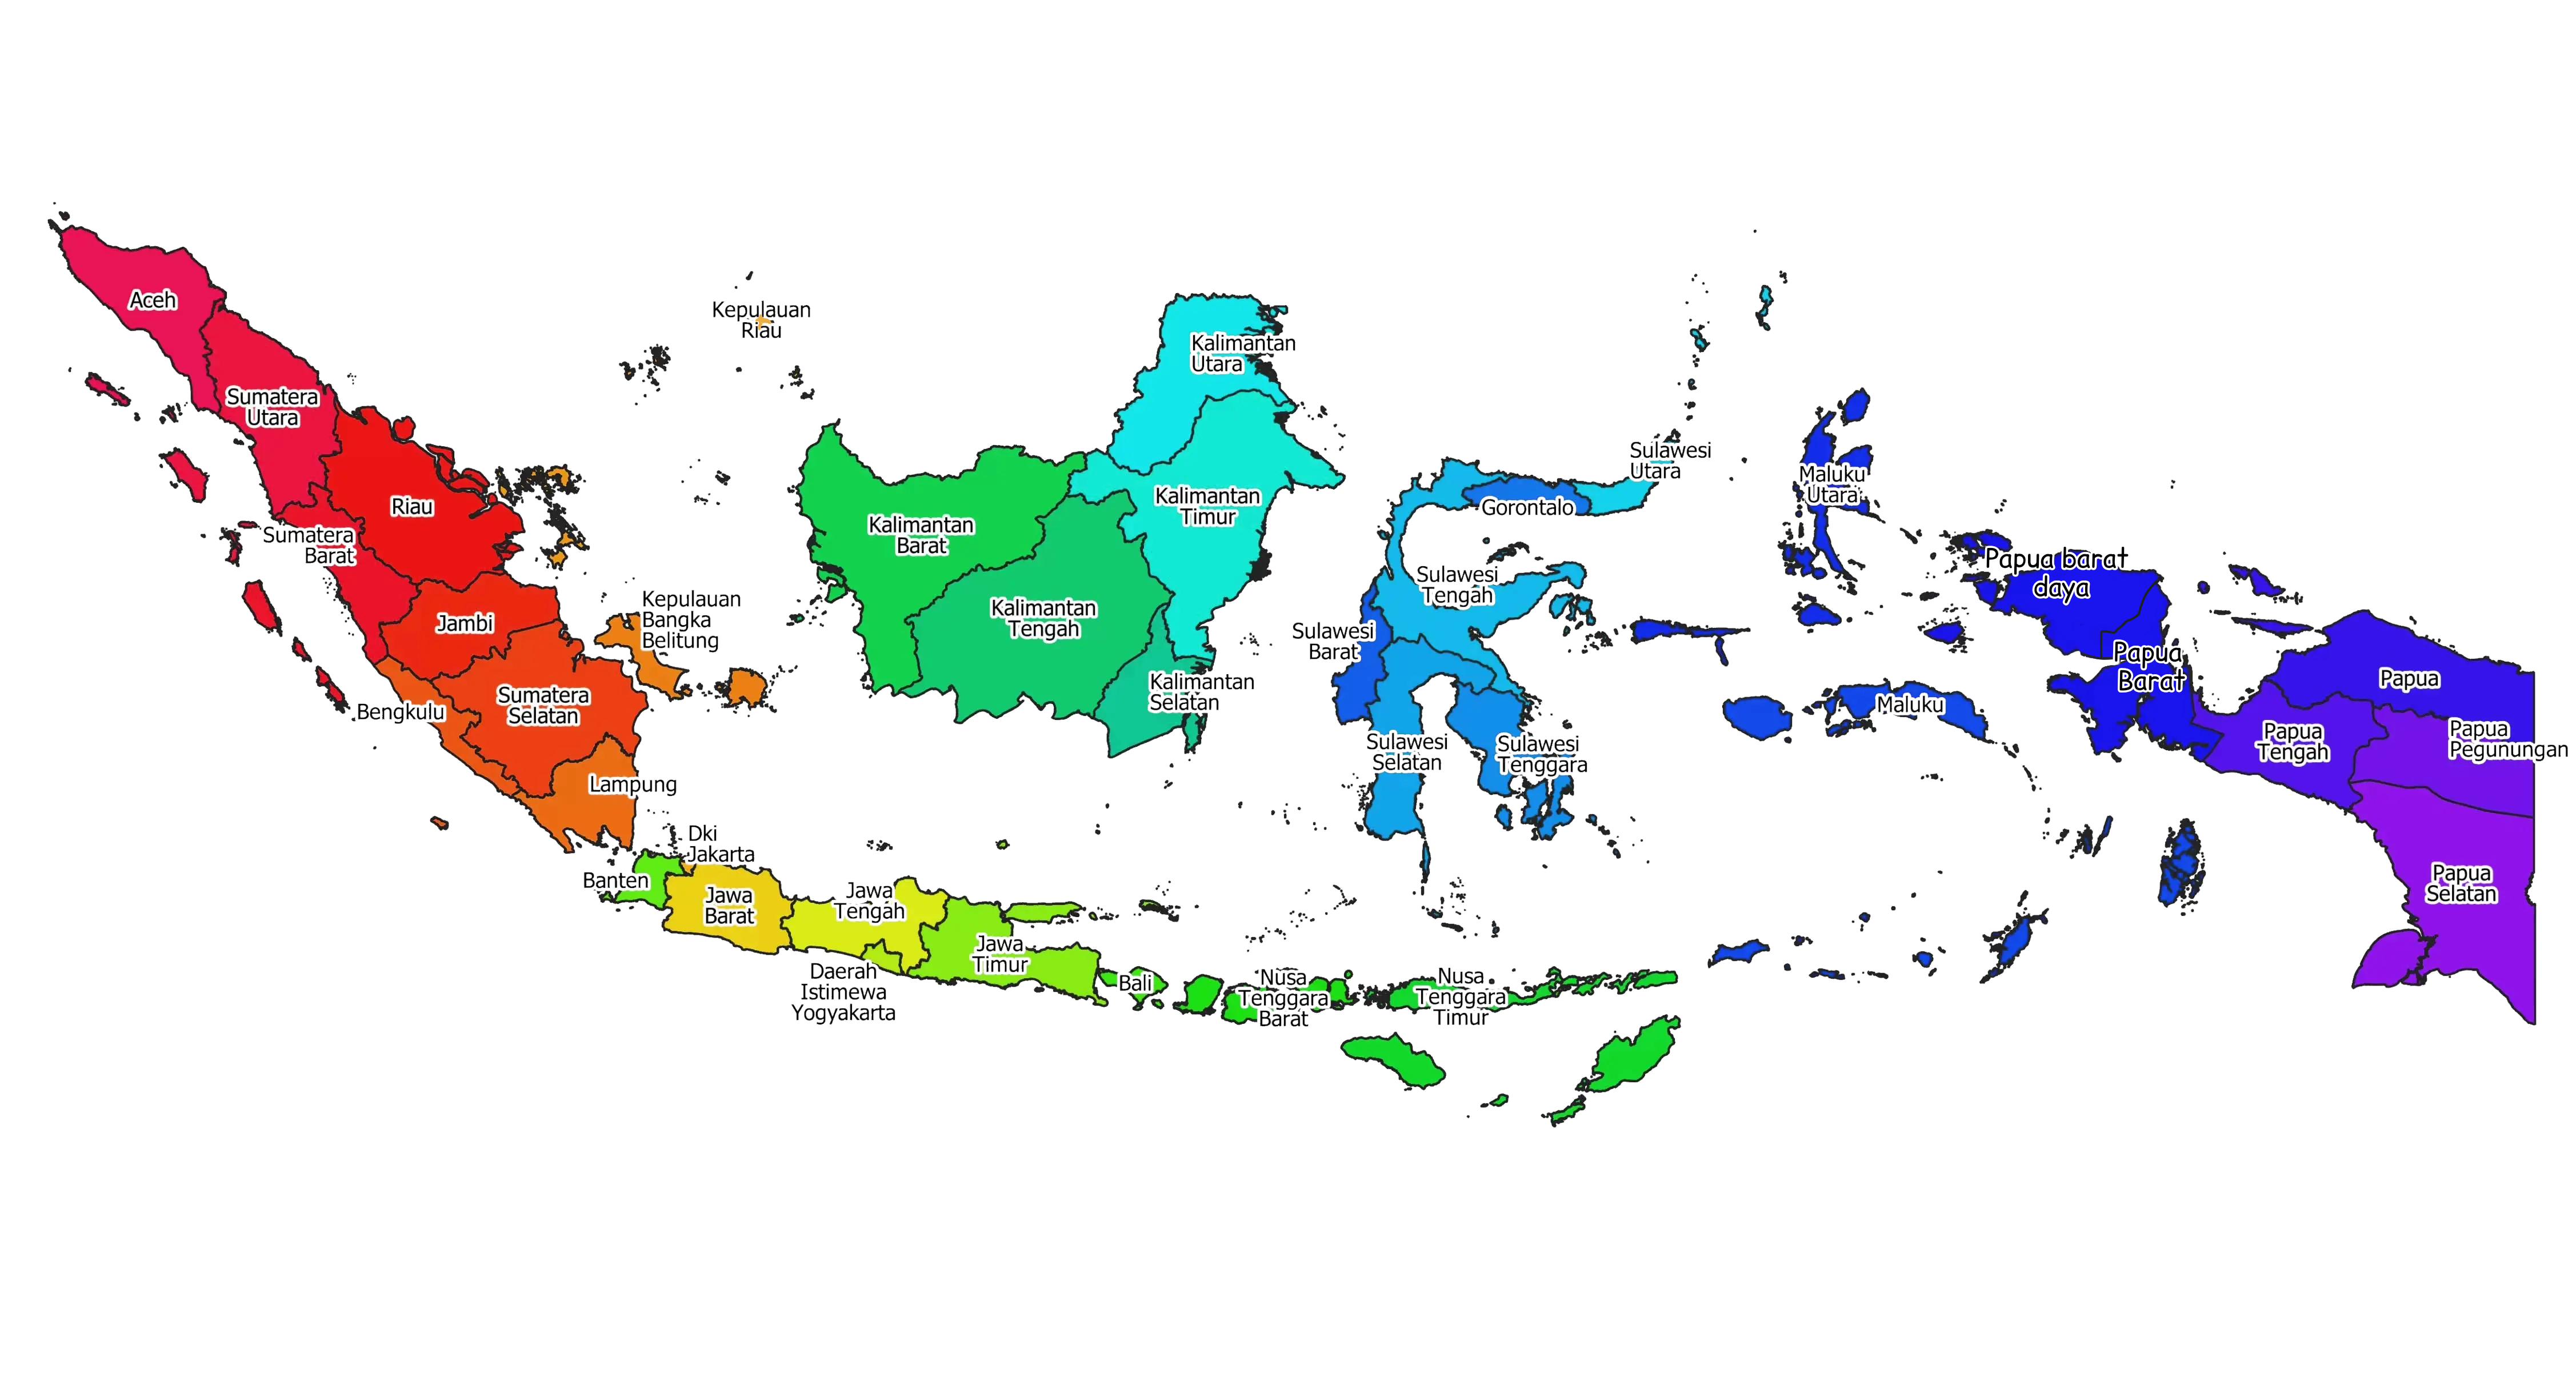 Aceh
Sumatera
Utara
Riau
Sumatera
Barat
Kepulauan
Riau
Jambi
Kepulauan
Bangka
Belitung
Bengkulu
Sumatera
Selatan
Lampung
Dki
Jakarta
Banten
Jawa
Barat
Jawa
Tengah
Daerah
Istimewa
Yogyakarta
Jawa
Timur
Bali
Nusa
Tenggara
Barat
Nusa
Tenggara
Timur
Kalimantan
Utara
Kalimantan
Timur
Kalimantan
Barat
Kalimantan
Tengah
Kalimantan
Selatan
Sulawesi
Utara
Gorontalo
Sulawesi
Tengah
Sulawesi
Barat
Sulawesi
Selatan
Sulawesi
Tenggara
Maluku
Utara
Maluku
Papua barat
daya
Papua
Barat
Papua
Papua
Tengah
Papua
Pegunungan
Papua
Selatan